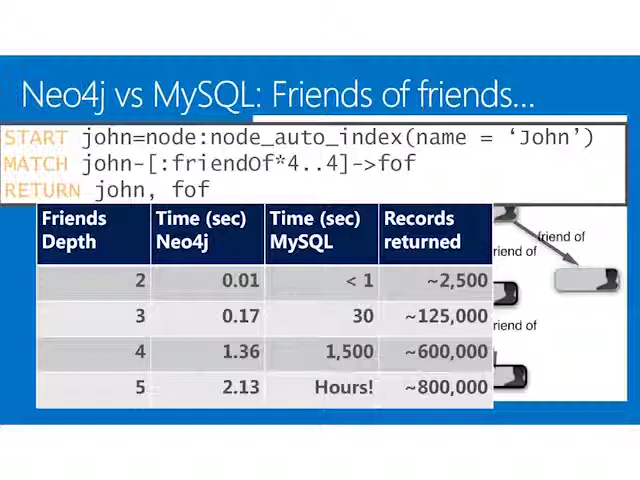 Neo4j vs MySQL: Friends of friends...
START john=node:node_auto_index(name = ‘John’)
MATCH john-[:friendOf*4..4]->fof
RETURN john, fof
Friends Depth Time (sec) Neo4j Time (sec) MySQL Records returned
2 0.01 < 1 ~2,500
3 0.17 30 ~125,000
4 1.36 1,500 ~600,000
5 2.13 Hours! ~800,000
friend of
riend of
riend of